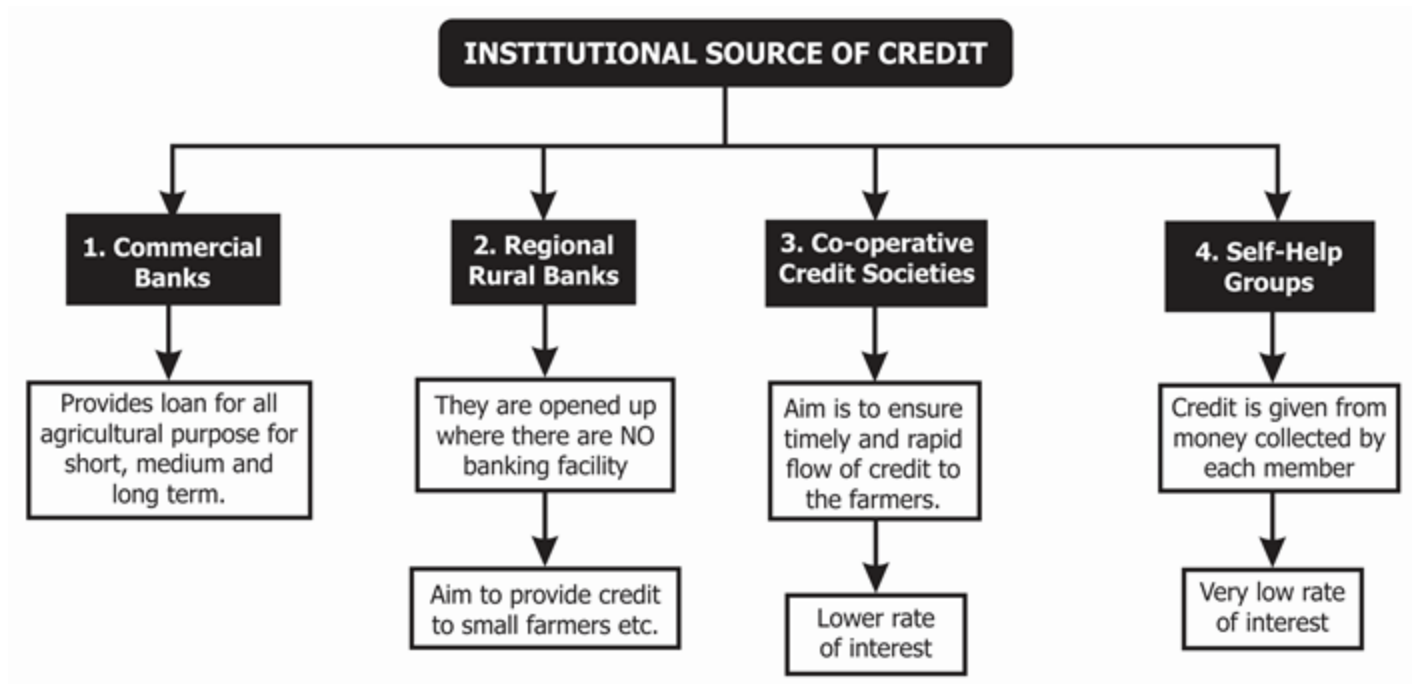 INSTITUTIONAL SOURCE OF CREDIT
1. Commercial
Banks
Provides loan for all
agricultural purpose for
short, medium and
long term.
2. Regional
Rural Banks
They are opened up
where there are NO
banking facility
Aim to provide credit
to small farmers etc.
3. Co-operative
Credit Societies
Aim is to ensure
timely and rapid
flow of credit to
the farmers.
Lower rate
of interest
4. Self-Help
Groups
Credit is given from
money collected by
each member
Very low rate
of interest